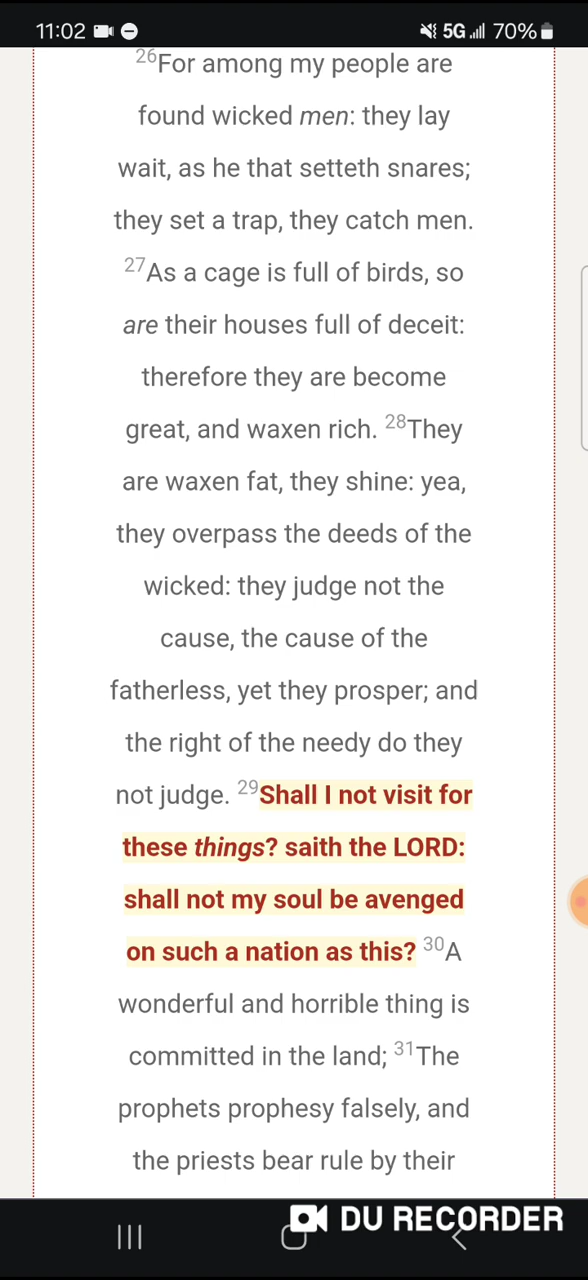 11:02 5G 70%
26For among my people are
found wicked men: they lay
wait, as he that setteth snares;
they set a trap, they catch men.
27As a cage is full of birds, so
are their houses full of deceit:
therefore they are become
great, and waxen rich. 28They
are waxen fat, they shine: yea,
they overpass the deeds of the
wicked: they judge not the
cause, the cause of the
fatherless, yet they prosper; and
the right of the needy do they
not judge. 29Shall I not visit for
these things? saith the LORD:
shall not my soul be avenged
on such a nation as this? 30A
wonderful and horrible thing is
committed in the land; 31The
prophets prophesy falsely, and
the priests bear rule by their
DU RECORDER